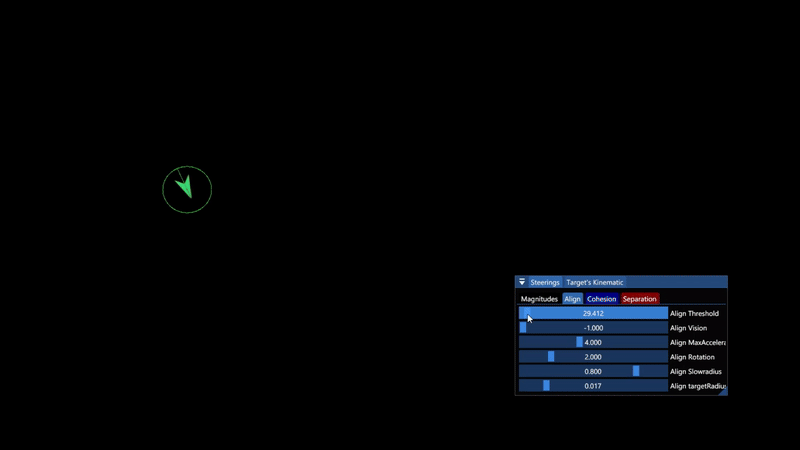 Steerings Target's Kinematic
Magnitudes Align Cohesion Separation
29.412 Align Threshold
-1.000 Align Vision
4.000 Align MaxAccelera
2.000 Align Rotation
0.800 Align Slowradius
0.017 Align targetRadius